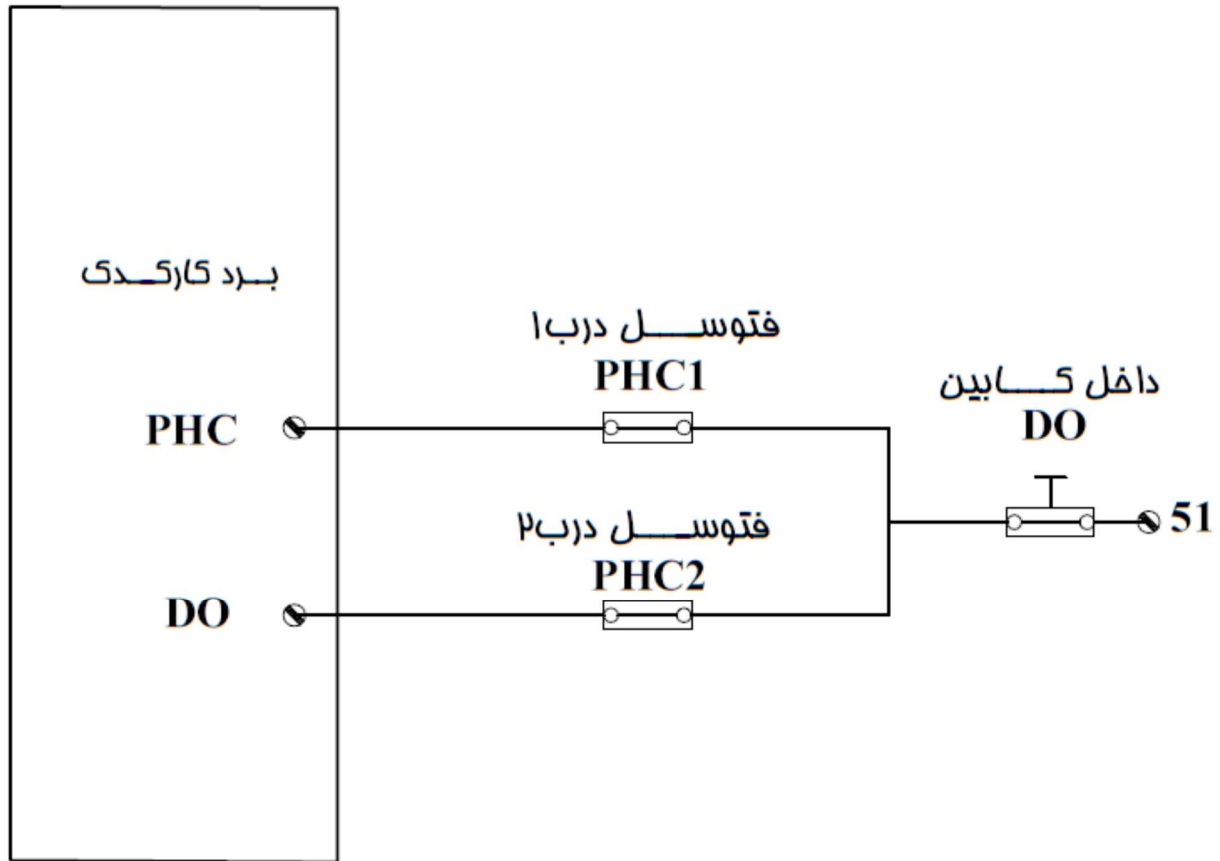 برد کارکدک
فتوسل درب۱
PHC1
داخل کابین
DO
PHC
51
فتوسل درب۲
PHC2
DO